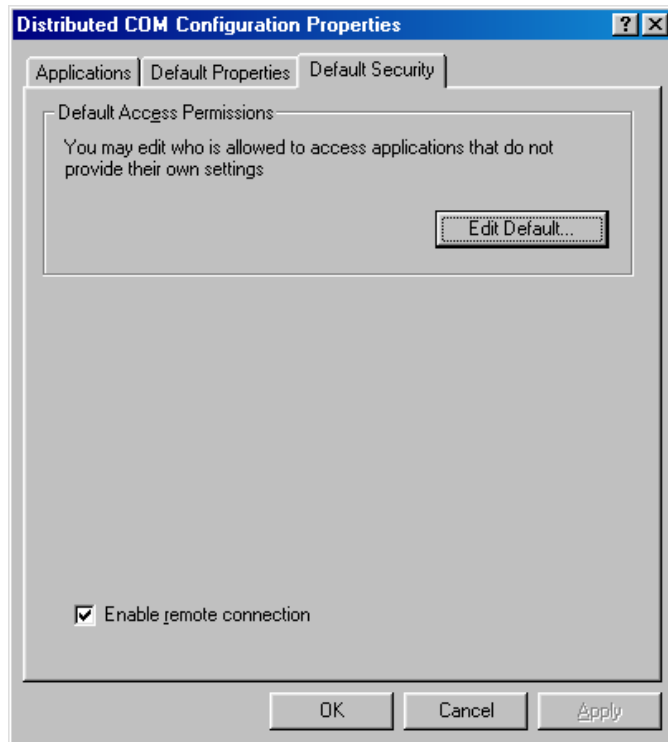 Distributed COM Configuration Properties
Applications Default Properties Default Security
Default Access Permissions
You may edit who is allowed to access applications that do not
provide their own settings
Edit Default...
Enable remote connection
OK Cancel Apply